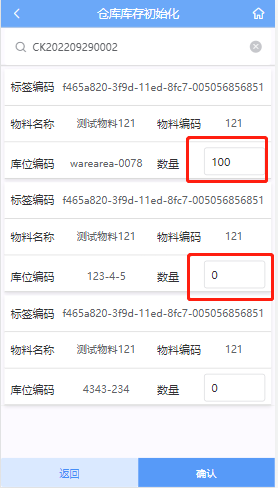 仓库库存初始化
CK202209290002
标签编码 f465a820-3f9d-11ed-8fc7-005056856851
物料名称 测试物料121 物料编码 121
库位编码 warearea-0078 数量 100
标签编码 f465a820-3f9d-11ed-8fc7-005056856851
物料名称 测试物料121 物料编码 121
库位编码 123-4-5 数量 0
标签编码 f465a820-3f9d-11ed-8fc7-005056856851
物料名称 测试物料121 物料编码 121
库位编码 4343-234 数量 0
返回 确认